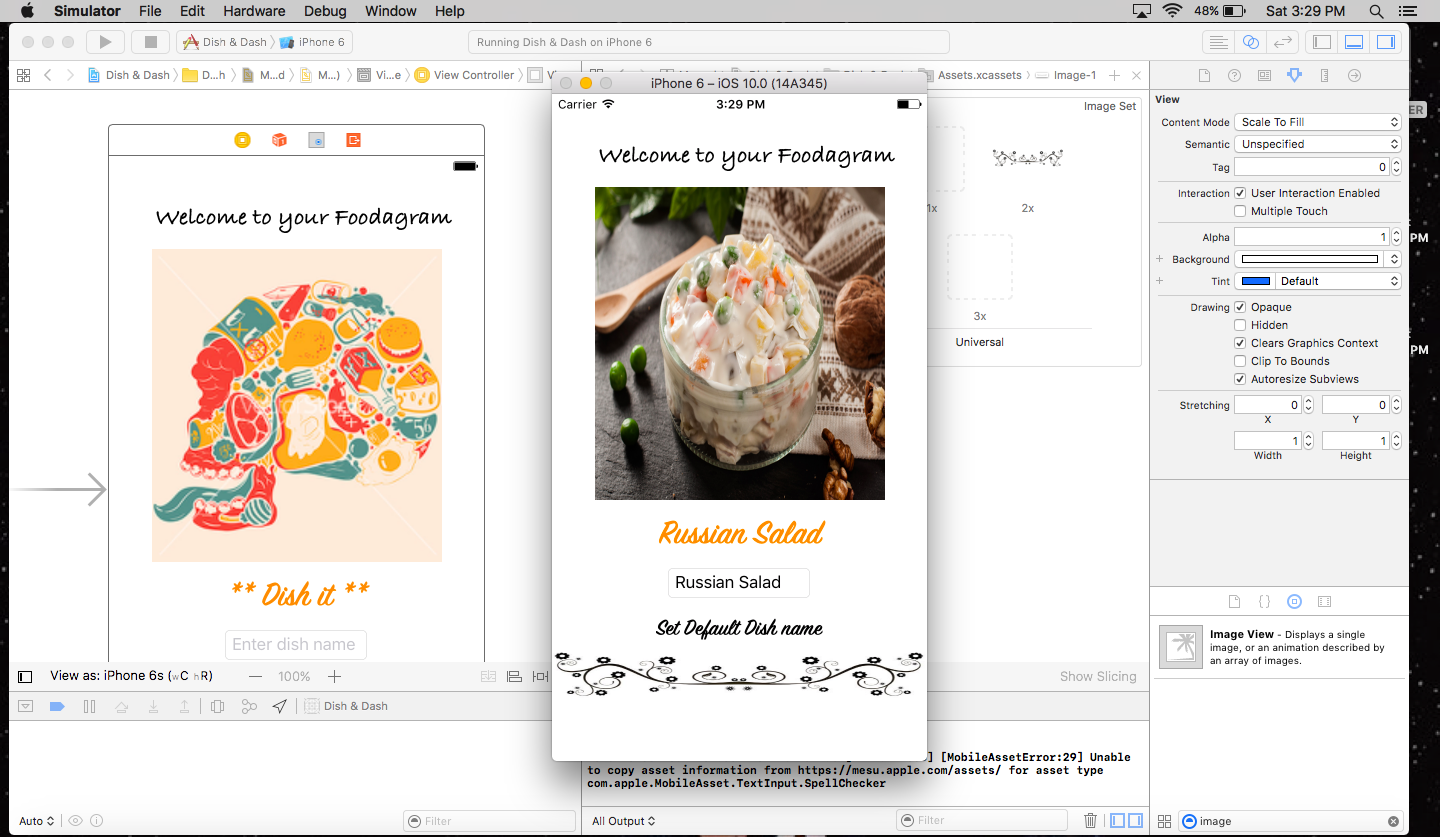 Simulator File Edit Hardware Debug Window Help 48% Sat 3:29 PM
Dish & Dash iPhone 6 Running Dish & Dash on iPhone 6
Dish & Dash D...h M...d M...) Vi...e View Controller
Assets.xcassets Image-1
iPhone 6 – iOS 10.0 (14A345)
Carrier 3:29 PM
Welcome to your Foodagram
Russian Salad
Russian Salad
Set Default Dish name
Welcome to your Foodagram
** Dish it **
Enter dish name
View as: iPhone 6s (wC hR) 100%
Dish & Dash
Auto
Filter
Image Set
1x
2x
3x
Universal
Show Slicing
] [MobileAssetError:29] Unable
to copy asset information from https://mesu.apple.com/assets/ for asset type
com.apple.MobileAsset.TextInput.SpellChecker
All Output
Filter
View
Content Mode Scale To Fill
Semantic Unspecified
Tag 0
Interaction User Interaction Enabled
Multiple Touch
Alpha 1
Background
Tint Default
Drawing Opaque
Hidden
Clears Graphics Context
Clip To Bounds
Autoresize Subviews
Stretching 0 0
X Y
1 1
Width Height
Image View - Displays a single
image, or an animation described by
an array of images.
image
ER
PM
PM